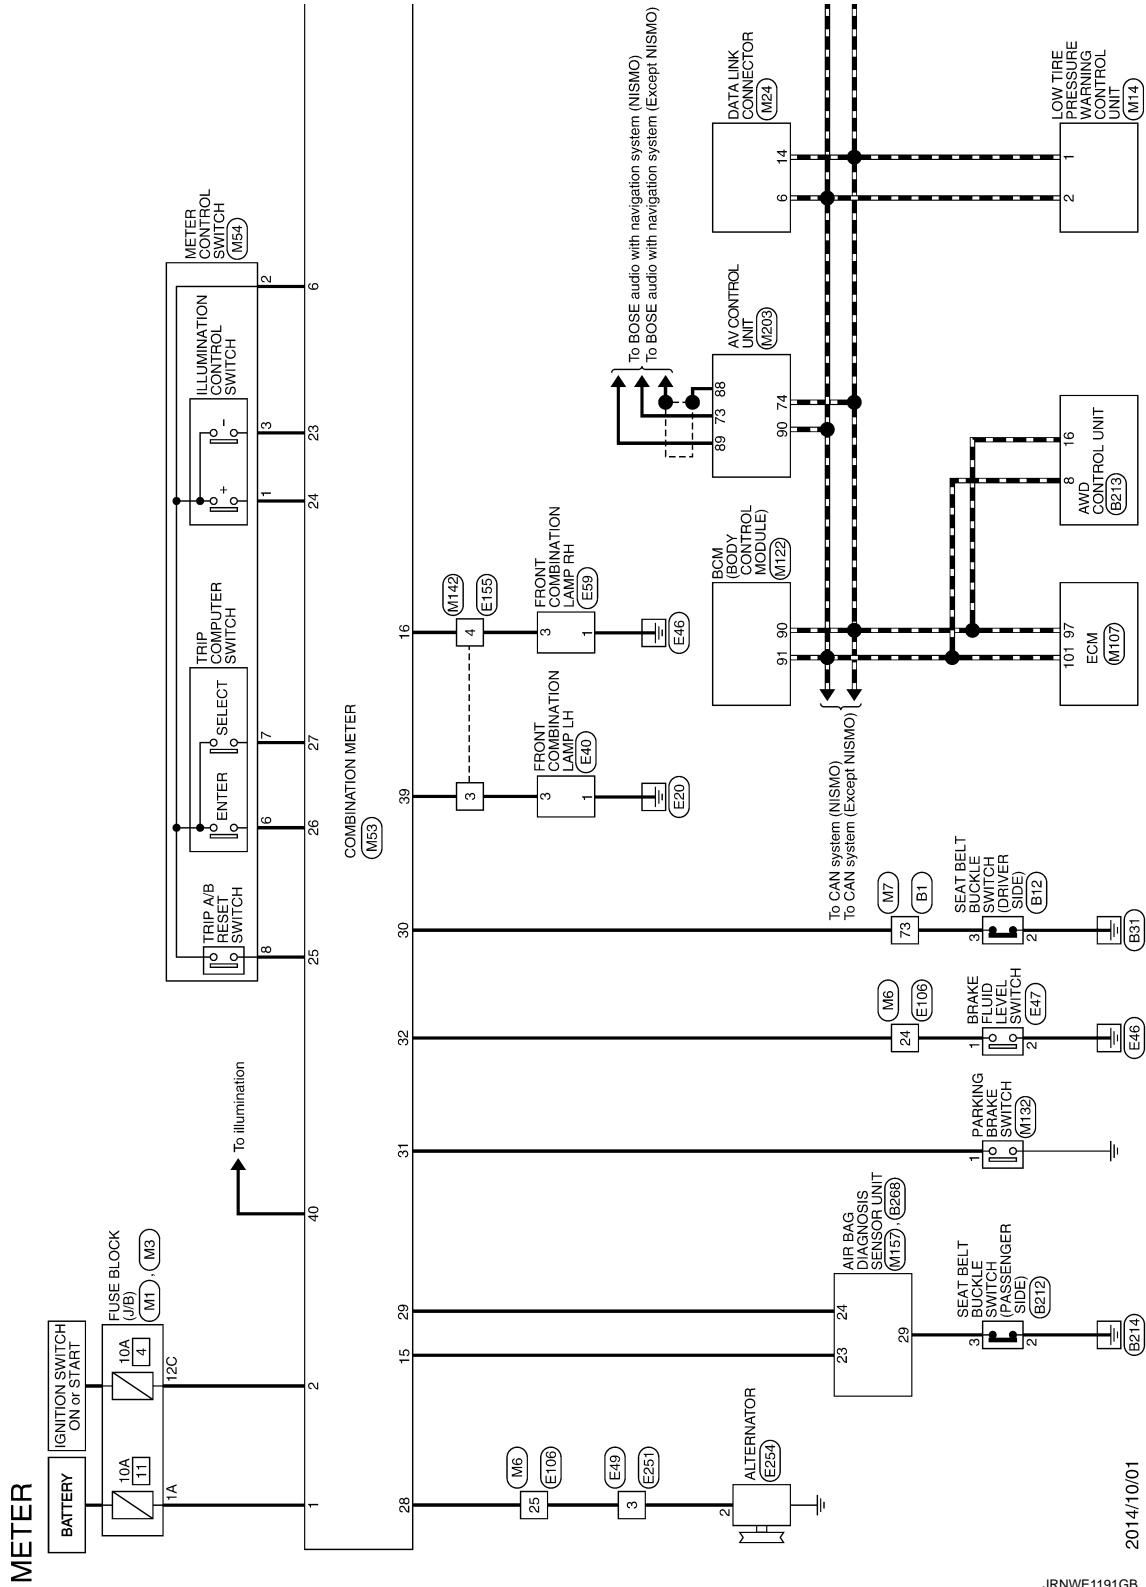 METER
BATTERY
IGNITION SWITCH
ON or START
FUSE BLOCK
(J/B)
M1 , M3
10A
11
10A
4
1A
12C
To illumination
METER
CONTROL
SWITCH
M54
TRIP A/B
RESET
SWITCH
TRIP
COMPUTER
SWITCH
ENTER
SELECT
ILLUMINATION
CONTROL
SWITCH
+
-
8
6
7
1
3
2
1
2
40
25
26
27
24
23
6
COMBINATION METER
M53
28
15
29
31
32
30
39
16
M6
25
E106
E49
3
E251
2
ALTERNATOR
E254
23
24
29
AIR BAG
DIAGNOSIS
SENSOR UNIT
M157 , B268
3
2
SEAT BELT
BUCKLE
SWITCH
(PASSENGER
SIDE)
B212
B214
1
PARKING
BRAKE
SWITCH
M132
M6
24
E106
1
2
BRAKE
FLUID
LEVEL
SWITCH
E47
E46
M7
73
B1
3
2
SEAT BELT
BUCKLE
SWITCH
(DRIVER
SIDE)
B12
B31
3
3
1
FRONT
COMBINATION
LAMP LH
E40
E20
M142
4
E155
3
1
FRONT
COMBINATION
LAMP RH
E59
E46
To BOSE audio with navigation system (NISMO)
To BOSE audio with navigation system (Except NISMO)
89
73
88
90
74
AV CONTROL
UNIT
M203
DATA LINK
CONNECTOR
M24
6
14
BCM
(BODY
CONTROL
MODULE)
M122
91
90
To CAN system (NISMO)
To CAN system (Except NISMO)
101
97
ECM
M107
8
16
AWD
CONTROL UNIT
B213
2
1
LOW TIRE
PRESSURE
WARNING
CONTROL
UNIT
M14
2014/10/01
JRNWE1191GB